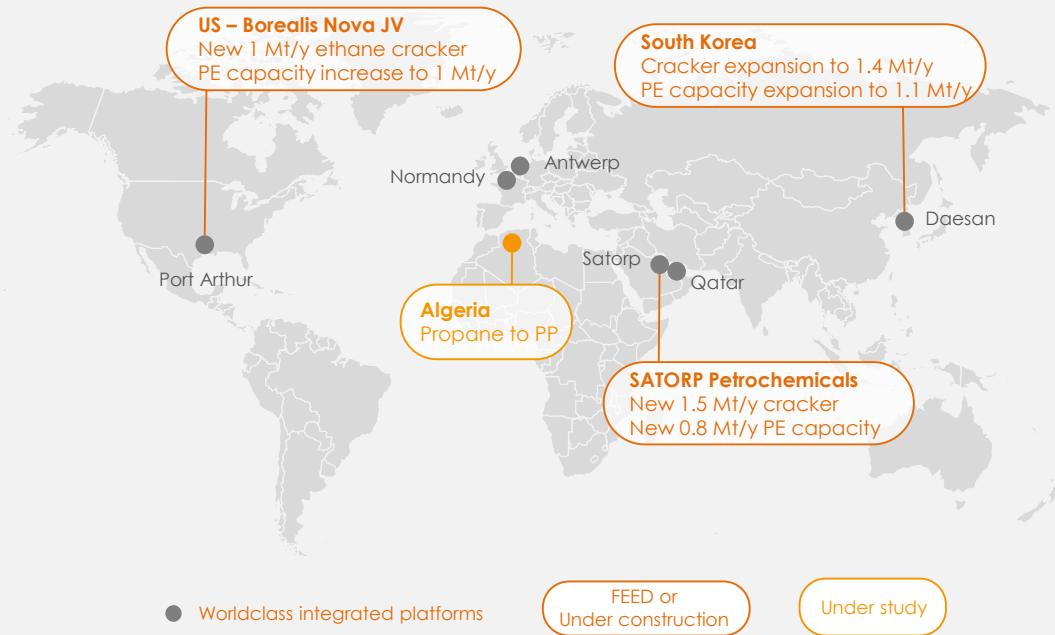 US – Borealis Nova JV
New 1 Mt/y ethane cracker
PE capacity increase to 1 Mt/y
South Korea
Cracker expansion to 1.4 Mt/y
PE capacity expansion to 1.1 Mt/y
Antwerp
Normandy
Daesan
Satorp
Port Arthur
Qatar
Algeria
Propane to PP
SATORP Petrochemicals
New 1.5 Mt/y cracker
New 0.8 Mt/y PE capacity
Worldclass integrated platforms
FEED or
Under construction
Under study